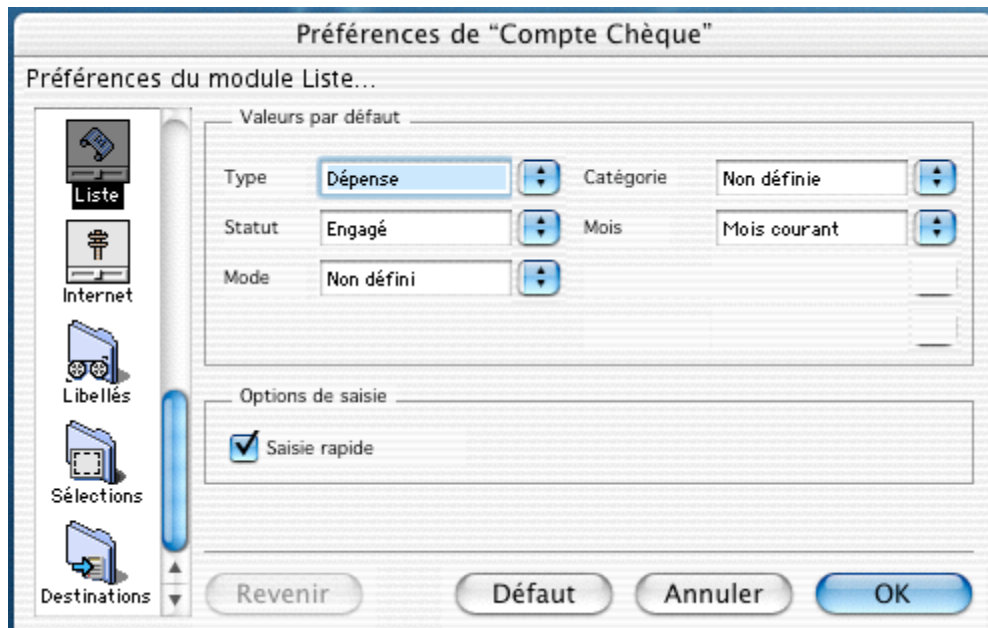 Préférences de “Compte Chèque”
Préférences du module Liste...
Liste
Internet
Libellés
Sélections
Destinations
Valeurs par défaut
Type Dépense Catégorie Non définie
Statut Engagé Mois Mois courant
Mode Non défini
Options de saisie
Saisie rapide
Revenir Défaut Annuler OK